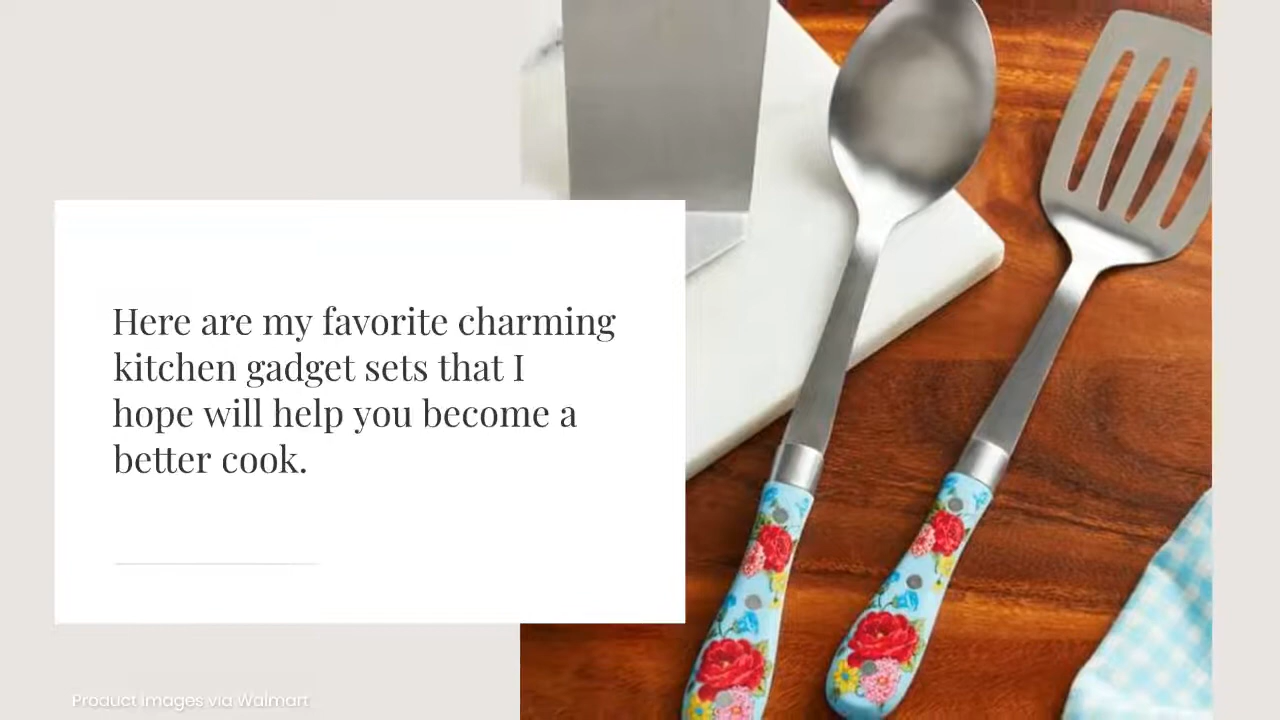 Here are my favorite charming
kitchen gadget sets that I
hope will help you become a
better cook.
Product images via Walmart